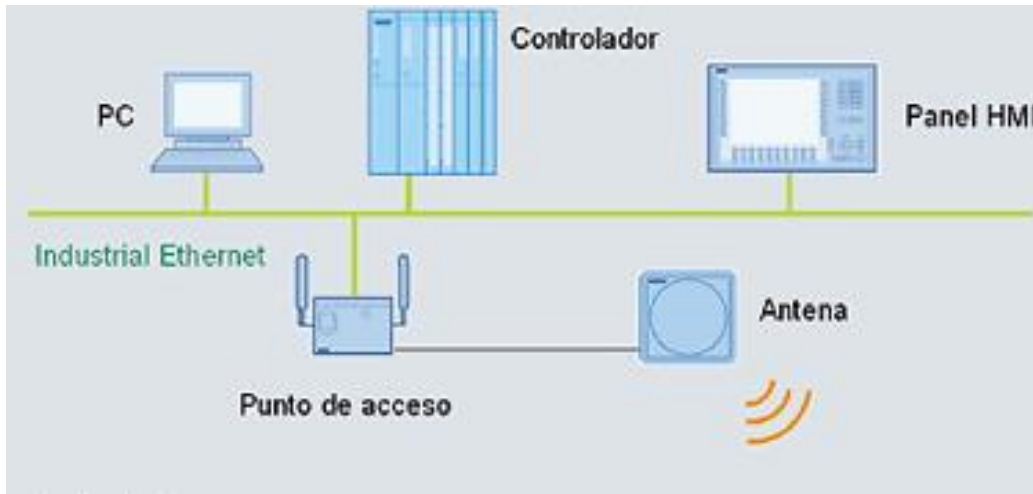 Controlador
PC
Panel HMI
Industrial Ethernet
Antena
Punto de acceso